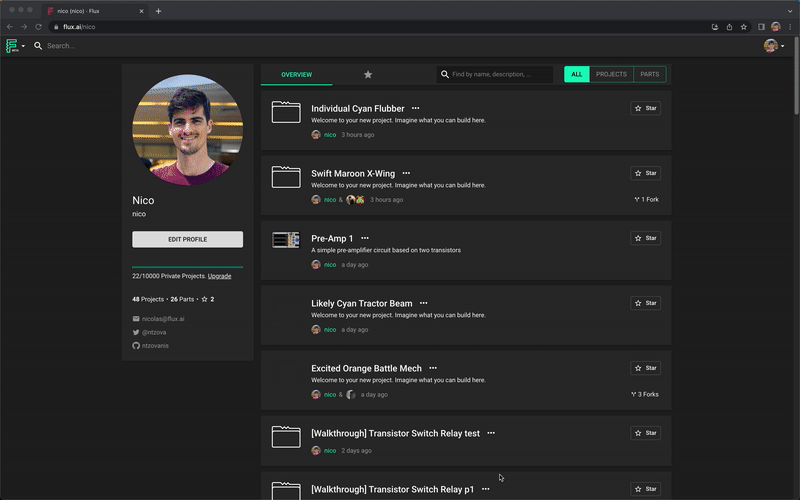 nico (nico) · Flux
flux.ai/nico
BETA
Search...
OVERVIEW
Find by name, description, ...
ALL
PROJECTS
PARTS
Nico
nico
EDIT PROFILE
22/10000 Private Projects. Upgrade
48 Projects • 26 Parts • 2
nicolas@flux.ai
@ntzova
ntzovanis
Individual Cyan Flubber ···
Welcome to your new project. Imagine what you can build here.
nico 3 hours ago
Star
Swift Maroon X-Wing ···
Welcome to your new project. Imagine what you can build here.
nico & 3 hours ago
Star
1 Fork
Pre-Amp 1 ···
A simple pre-amplifier circuit based on two transistors
nico a day ago
Star
Likely Cyan Tractor Beam ···
Welcome to your new project. Imagine what you can build here.
nico a day ago
Star
Excited Orange Battle Mech ···
Welcome to your new project. Imagine what you can build here.
nico & a day ago
Star
3 Forks
[Walkthrough] Transistor Switch Relay test ···
nico 2 days ago
Star
[Walkthrough] Transistor Switch Relay p1 ···
Star